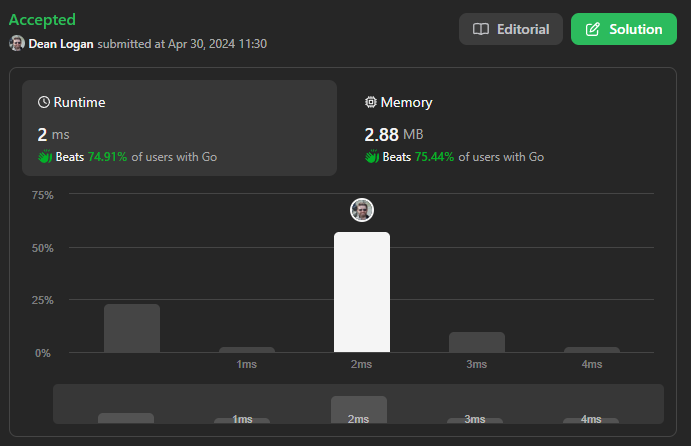 Accepted
Dean Logan submitted at Apr 30, 2024 11:30
Editorial
Solution
Runtime
2 ms
Beats 74.91% of users with Go
Memory
2.88 MB
Beats 75.44% of users with Go
75%
50%
25%
0%
1ms
2ms
3ms
4ms
1ms
2ms
3ms
4ms